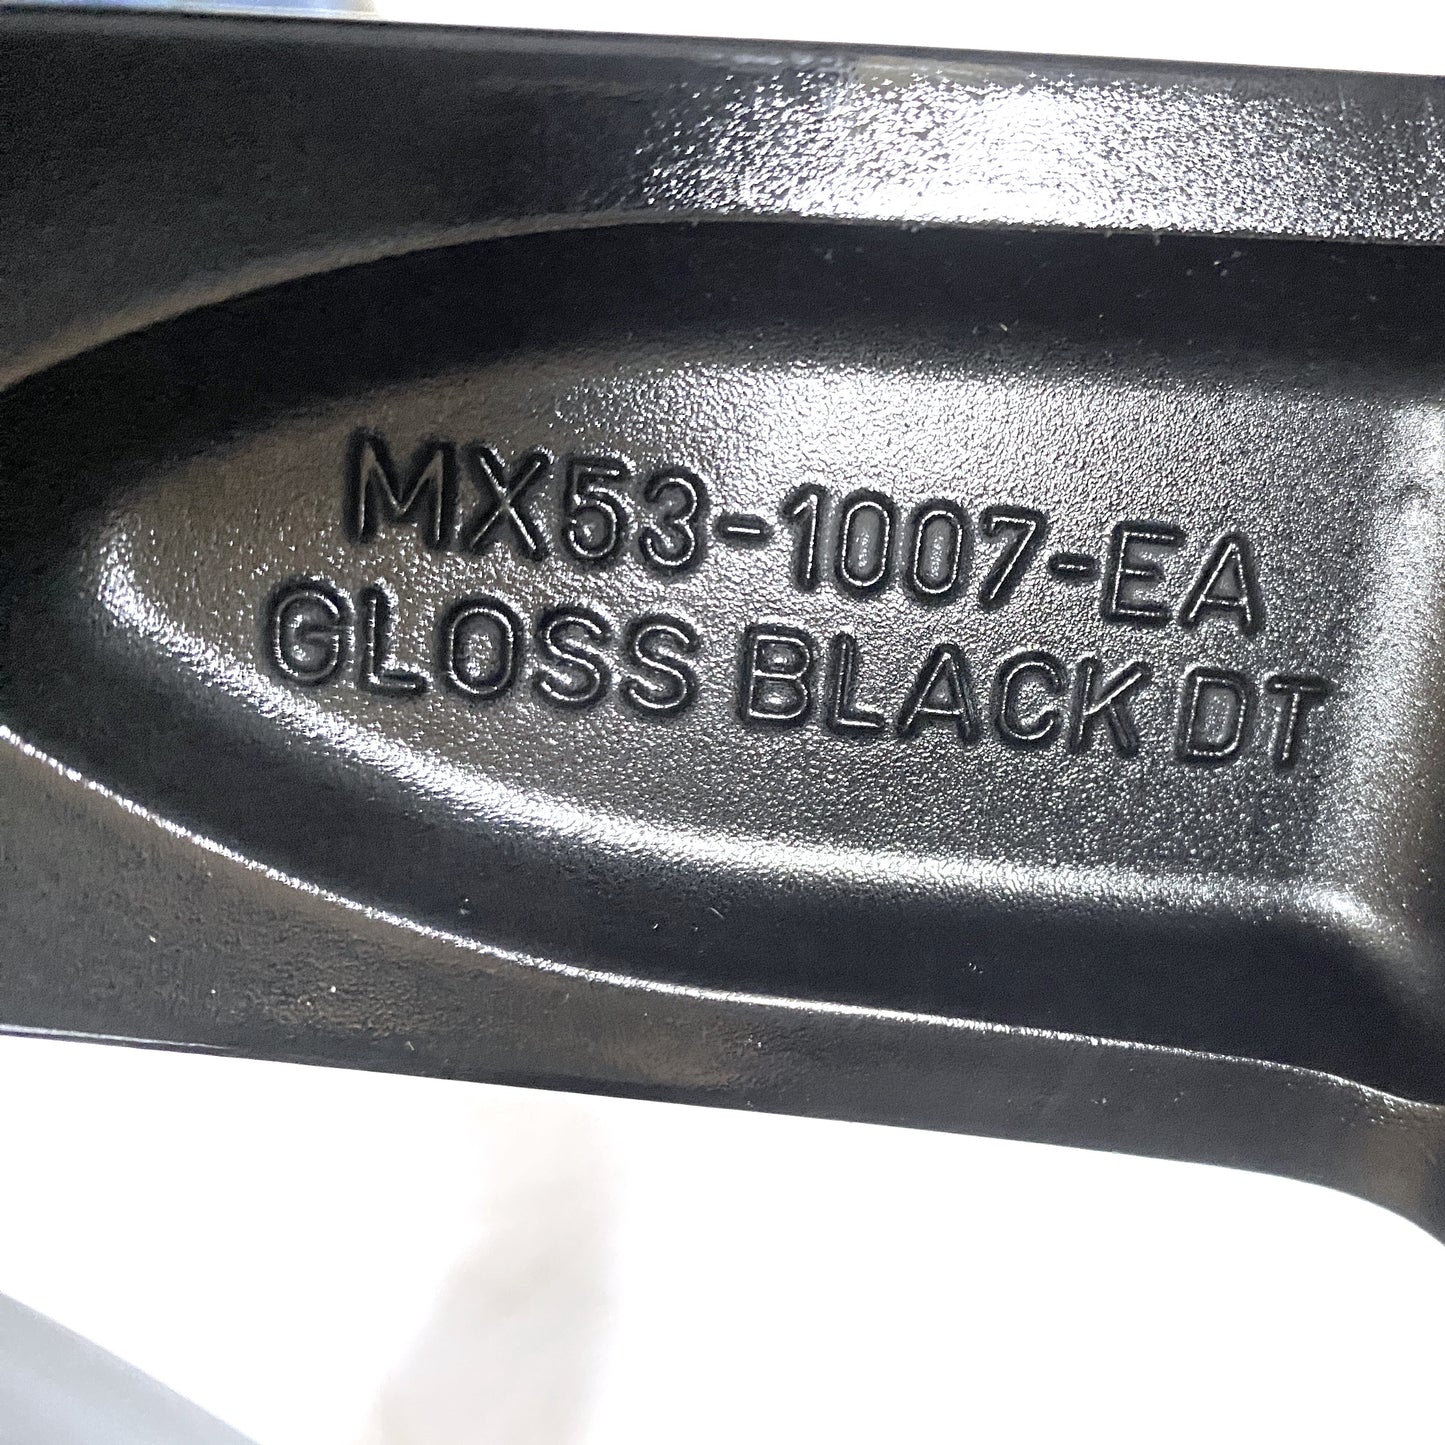 MX53-1007-EA
GLOSS BLACK DT